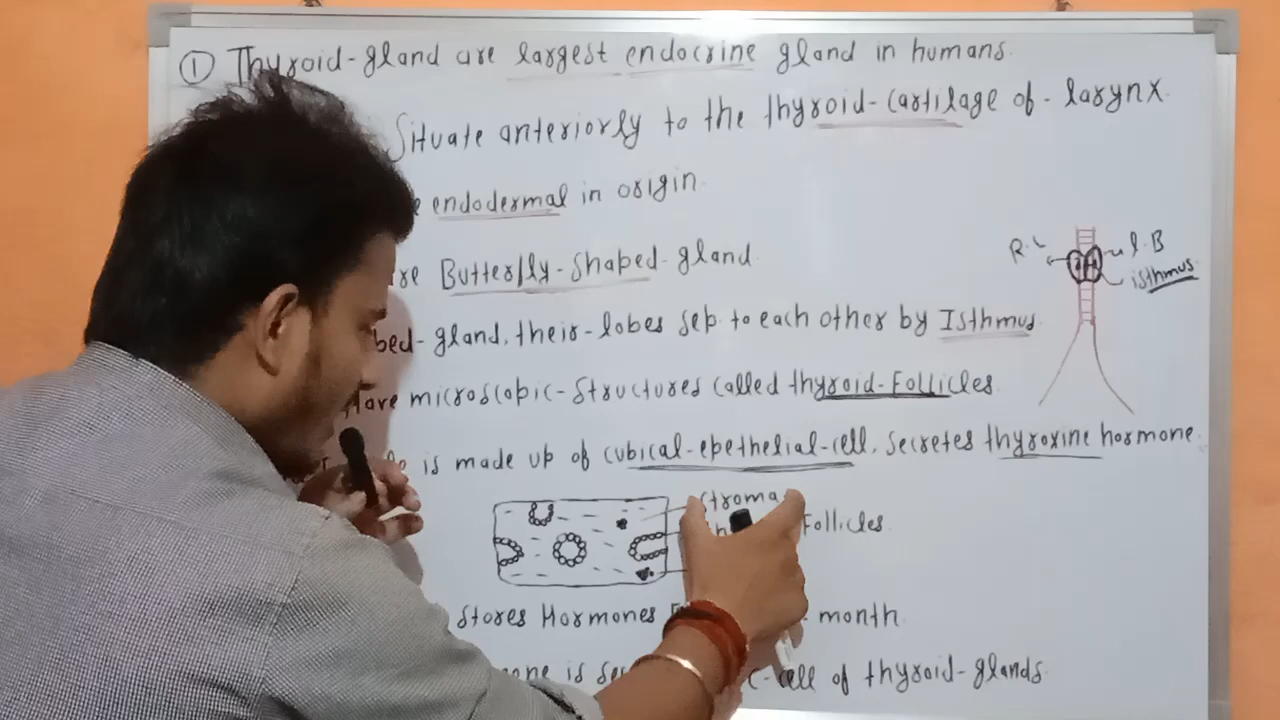 ① Thyroid-gland are largest endocrine gland in humans.
Situate anteriorly to the thyroid-cartilage of-larynx.
endodermal in origin.
Butterfly-shaped-gland.
bed-gland, their-lobes sep. to each other by Isthmus.
Have microscopic-structures called thyroid-Follicles.
is made up of cubical-epethelial-cell, secretes thyroxine hormone.
Stroma
Follicles.
Stores Hormones month.
is of thyroid-glands.
R.L
l.B
isthmus